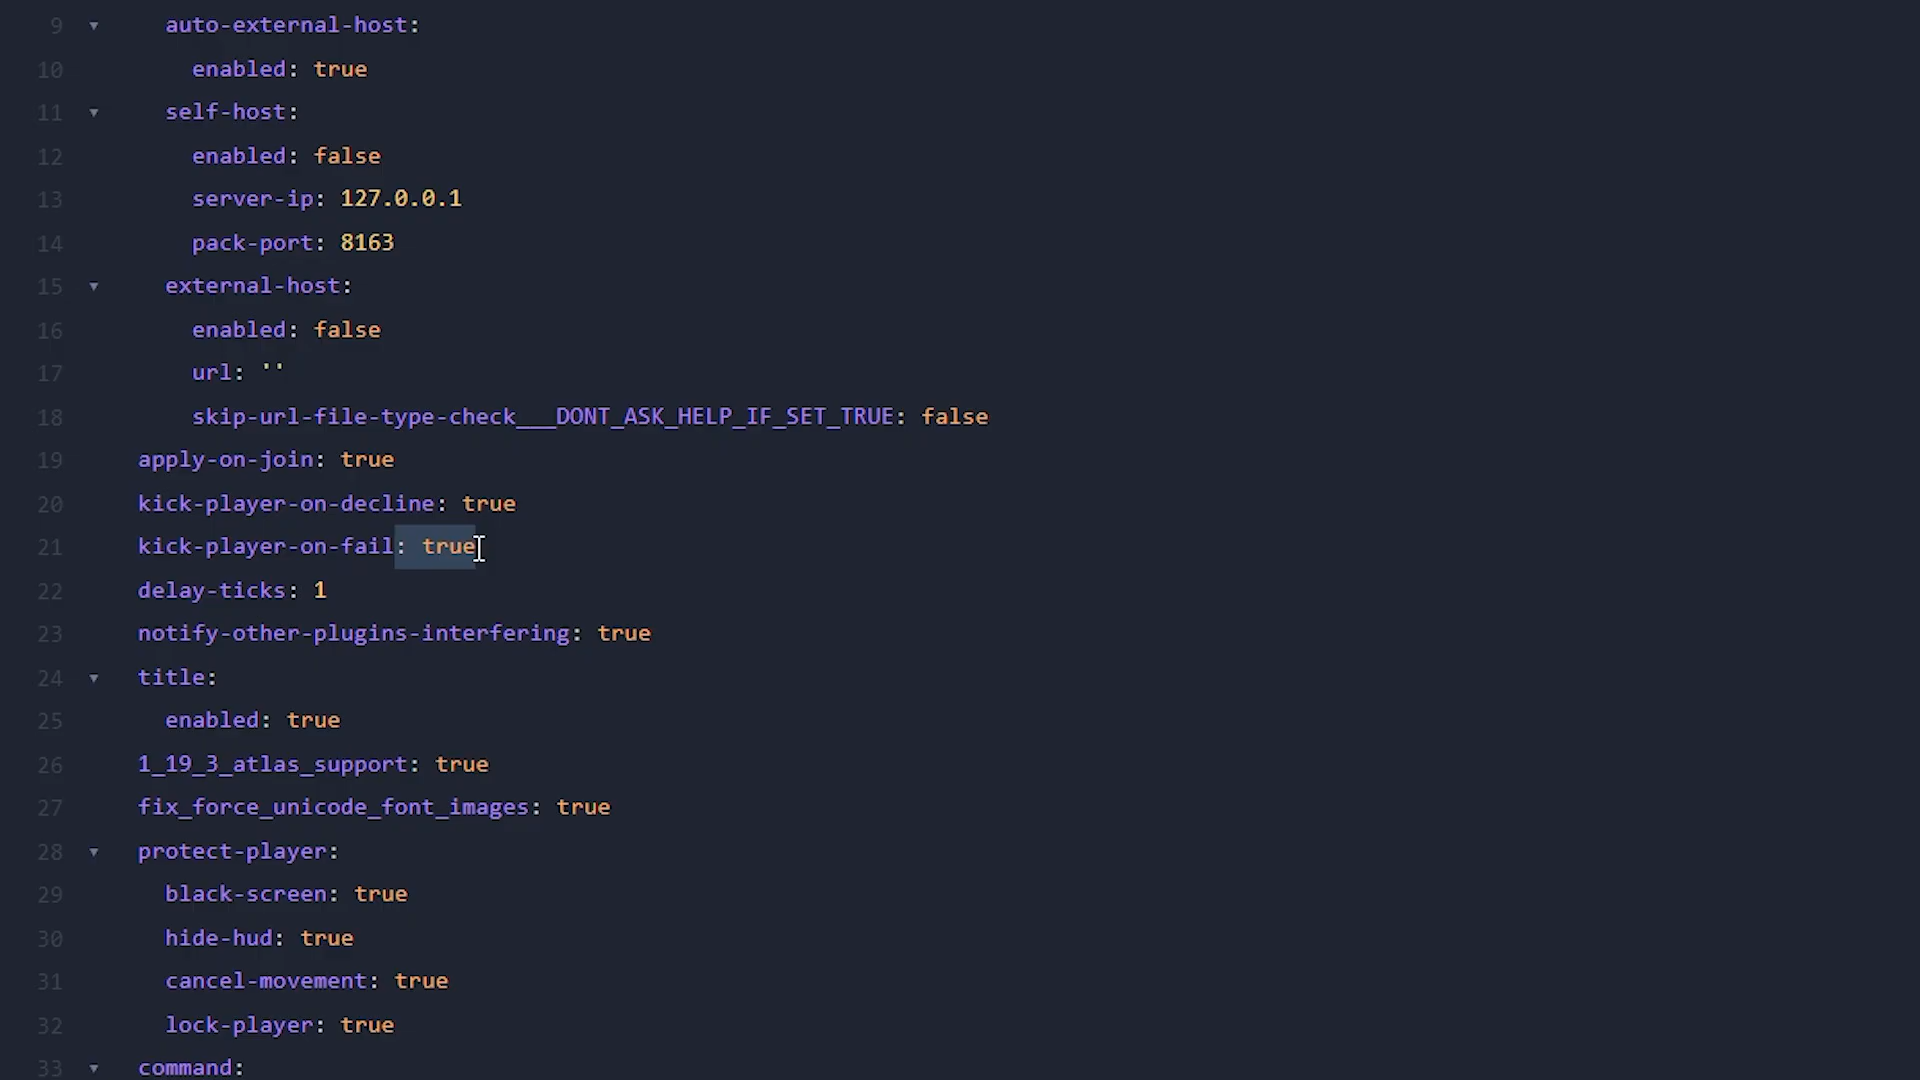 9 ▾ auto-external-host:
10 enabled: true
11 ▾ self-host:
12 enabled: false
13 server-ip: 127.0.0.1
14 pack-port: 8163
15 ▾ external-host:
16 enabled: false
17 url: ''
18 skip-url-file-type-check___DONT_ASK_HELP_IF_SET_TRUE: false
19 apply-on-join: true
20 kick-player-on-decline: true
21 kick-player-on-fail: true
22 delay-ticks: 1
23 notify-other-plugins-interfering: true
24 ▾ title:
25 enabled: true
26 1_19_3_atlas_support: true
27 fix_force_unicode_font_images: true
28 ▾ protect-player:
29 black-screen: true
30 hide-hud: true
31 cancel-movement: true
32 lock-player: true
33 ▾ command: